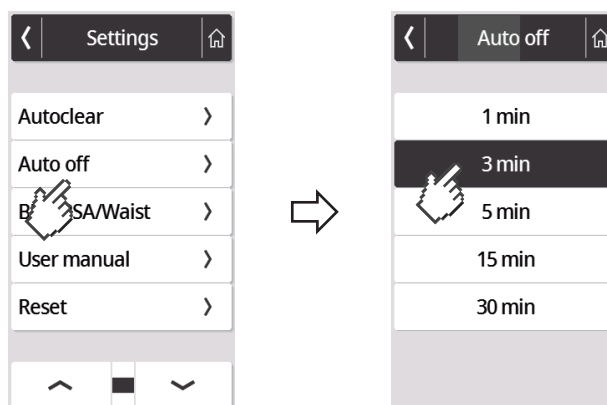 Settings
Autoclear
Auto off
B SA/Waist
User manual
Reset
Auto off
1 min
3 min
5 min
15 min
30 min